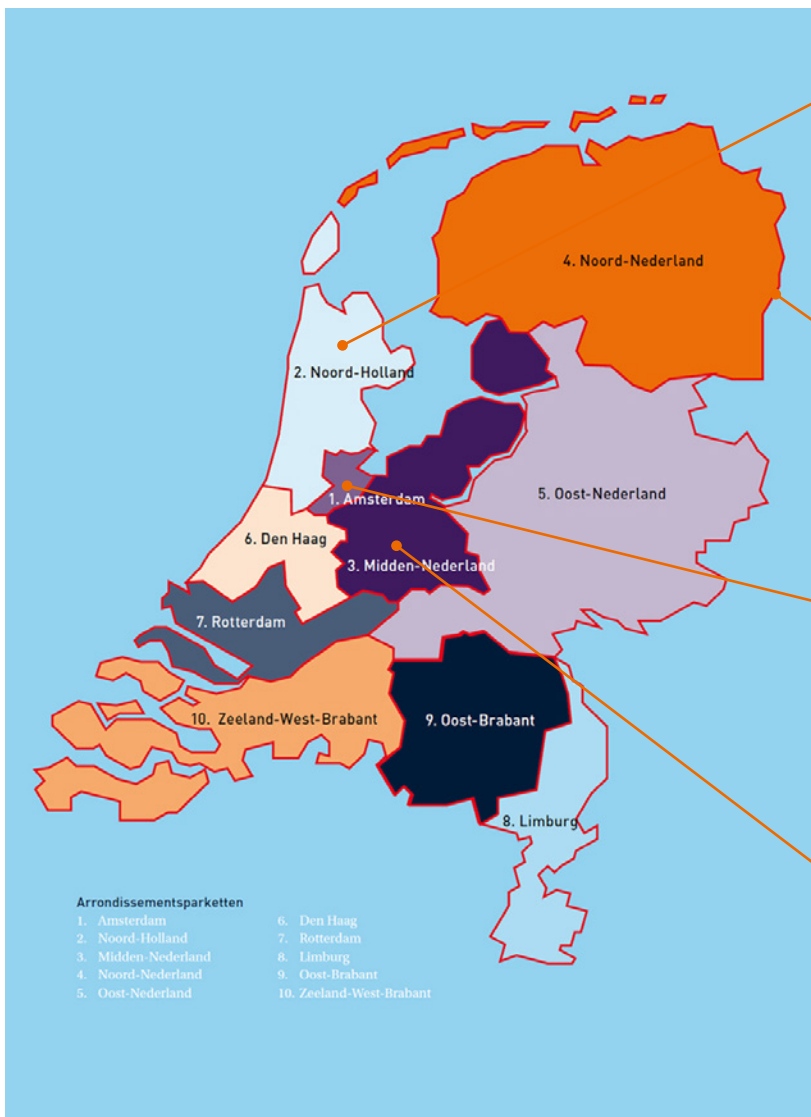 4. Noord-Nederland
2. Noord-Holland
5. Oost-Nederland
1. Amsterdam
6. Den Haag
3. Midden-Nederland
7. Rotterdam
10. Zeeland-West-Brabant
9. Oost-Brabant
8. Limburg
Arrondissementsparketten
1. Amsterdam
2. Noord-Holland
3. Midden-Nederland
4. Noord-Nederland
5. Oost-Nederland
6. Den Haag
7. Rotterdam
8. Limburg
9. Oost-Brabant
10. Zeeland-West-Brabant